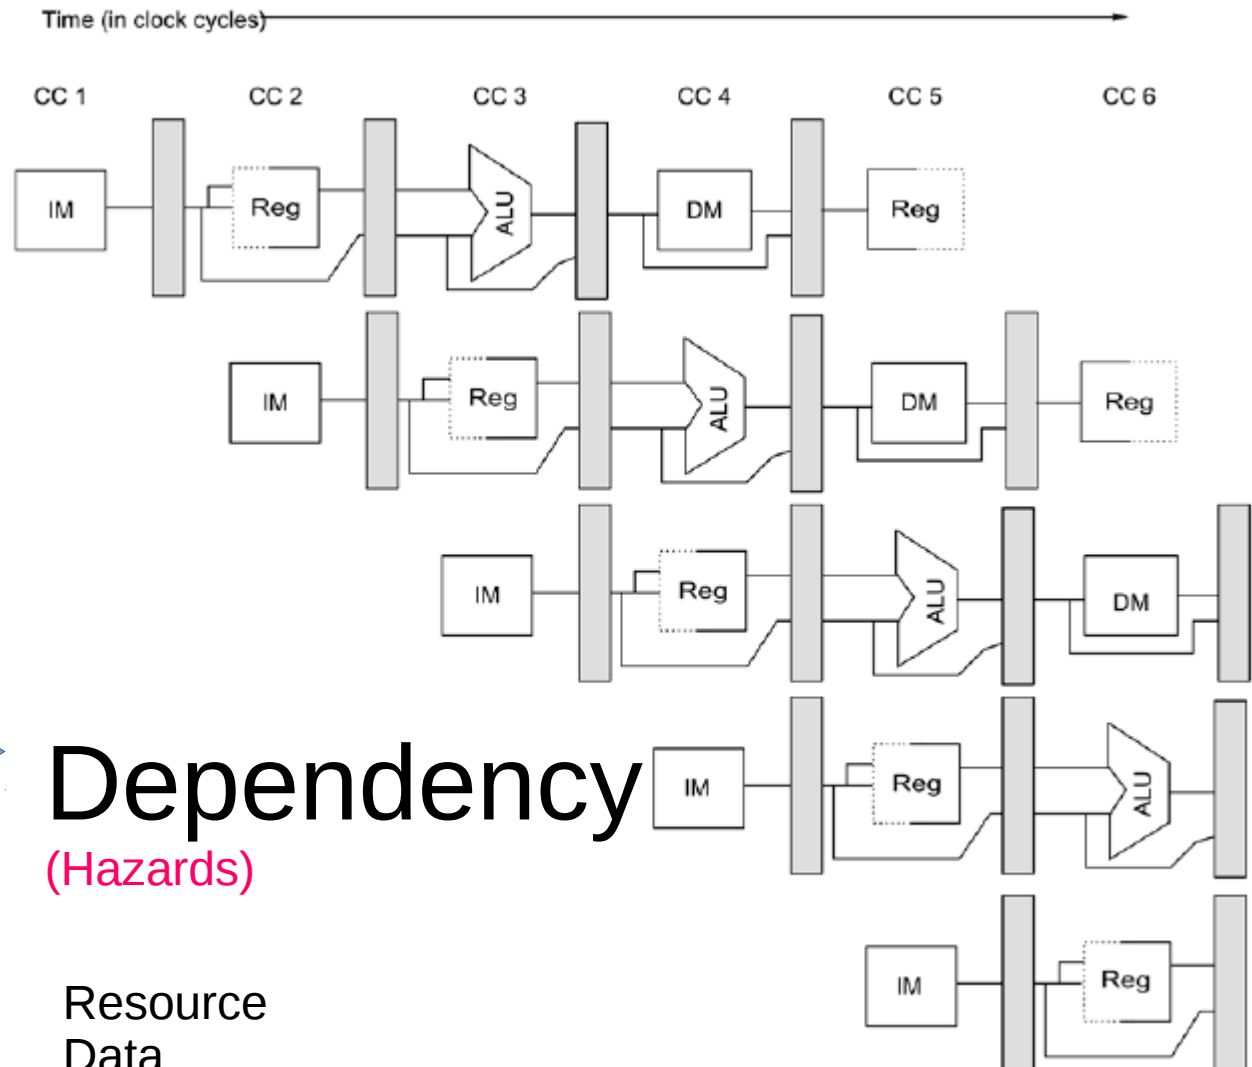 Time (in clock cycles)
CC 1 CC 2 CC 3 CC 4 CC 5 CC 6
IM Reg ALU DM Reg
IM Reg ALU DM Reg
IM Reg ALU DM
Dependency IM Reg ALU
(Hazards)
IM Reg
Resource
Data